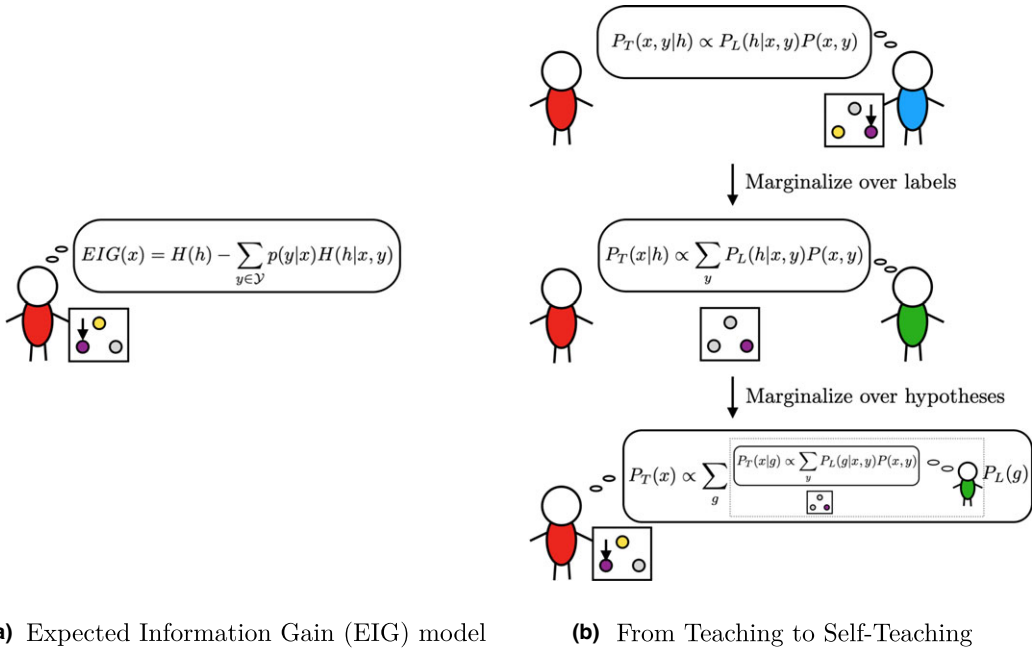 EIG(x) = H(h) − ∑_{y∈𝒴} p(y|x)H(h|x, y)
a) Expected Information Gain (EIG) model
P_T(x, y|h) ∝ P_L(h|x, y)P(x, y)
Marginalize over labels
P_T(x|h) ∝ ∑_y P_L(h|x, y)P(x, y)
Marginalize over hypotheses
P_T(x) ∝ ∑_g P_T(x|g) ∝ ∑_y P_L(g|x, y)P(x, y) P_L(g)
(b) From Teaching to Self-Teaching